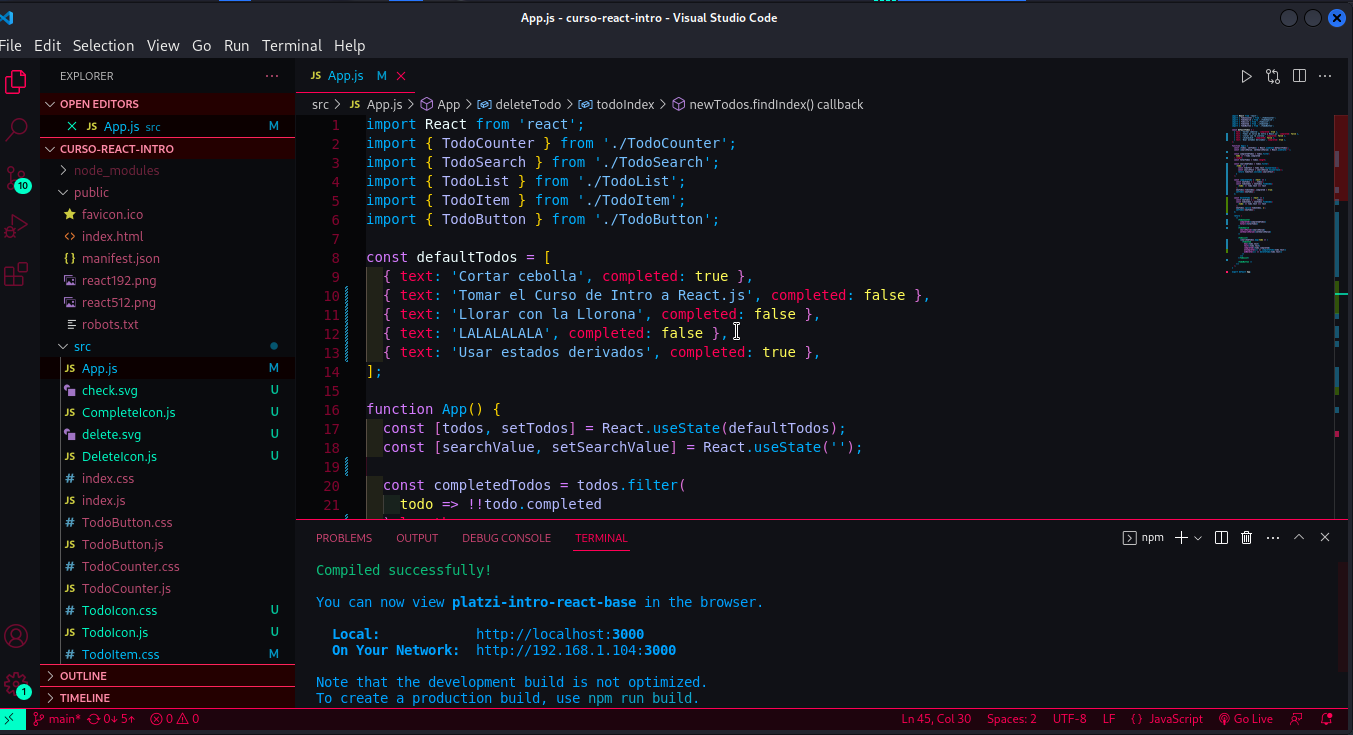 App.js - curso-react-intro - Visual Studio Code
File Edit Selection View Go Run Terminal Help
EXPLORER
OPEN EDITORS
JS App.js src M
CURSO-REACT-INTRO
node_modules
public
favicon.ico
index.html
manifest.json
react192.png
react512.png
robots.txt
src
JS App.js M
check.svg U
JS CompleteIcon.js U
delete.svg U
JS DeleteIcon.js U
# index.css
JS index.js
# TodoButton.css
JS TodoButton.js
# TodoCounter.css
JS TodoCounter.js
# TodoIcon.css U
JS TodoIcon.js U
# TodoItem.css M
OUTLINE
TIMELINE
10
1
JS App.js M
src > JS App.js > App > deleteTodo > todoIndex > newTodos.findIndex() callback
1 import React from 'react';
2 import { TodoCounter } from './TodoCounter';
3 import { TodoSearch } from './TodoSearch';
4 import { TodoList } from './TodoList';
5 import { TodoItem } from './TodoItem';
6 import { TodoButton } from './TodoButton';
7
8 const defaultTodos = [
9 { text: 'Cortar cebolla', completed: true },
10 { text: 'Tomar el Curso de Intro a React.js', completed: false },
11 { text: 'Llorar con la Llorona', completed: false },
12 { text: 'LALALALALA', completed: false },
13 { text: 'Usar estados derivados', completed: true },
14 ];
15
16 function App() {
17 const [todos, setTodos] = React.useState(defaultTodos);
18 const [searchValue, setSearchValue] = React.useState('');
19
20 const completedTodos = todos.filter(
21 todo => !!todo.completed
PROBLEMS OUTPUT DEBUG CONSOLE TERMINAL
npm
Compiled successfully!
You can now view platzi-intro-react-base in the browser.
Local: http://localhost:3000
On Your Network: http://192.168.1.104:3000
Note that the development build is not optimized.
To create a production build, use npm run build.
main* 0↓ 5↑ 0 0 Ln 45, Col 30 Spaces: 2 UTF-8 LF {} JavaScript Go Live